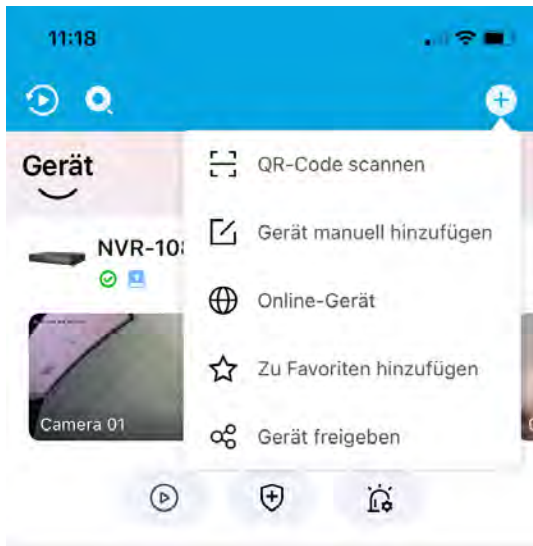 11:18
Gerät
QR-Code scannen
Gerät manuell hinzufügen
NVR-108
Online-Gerät
Zu Favoriten hinzufügen
Camera 01
Gerät freigeben